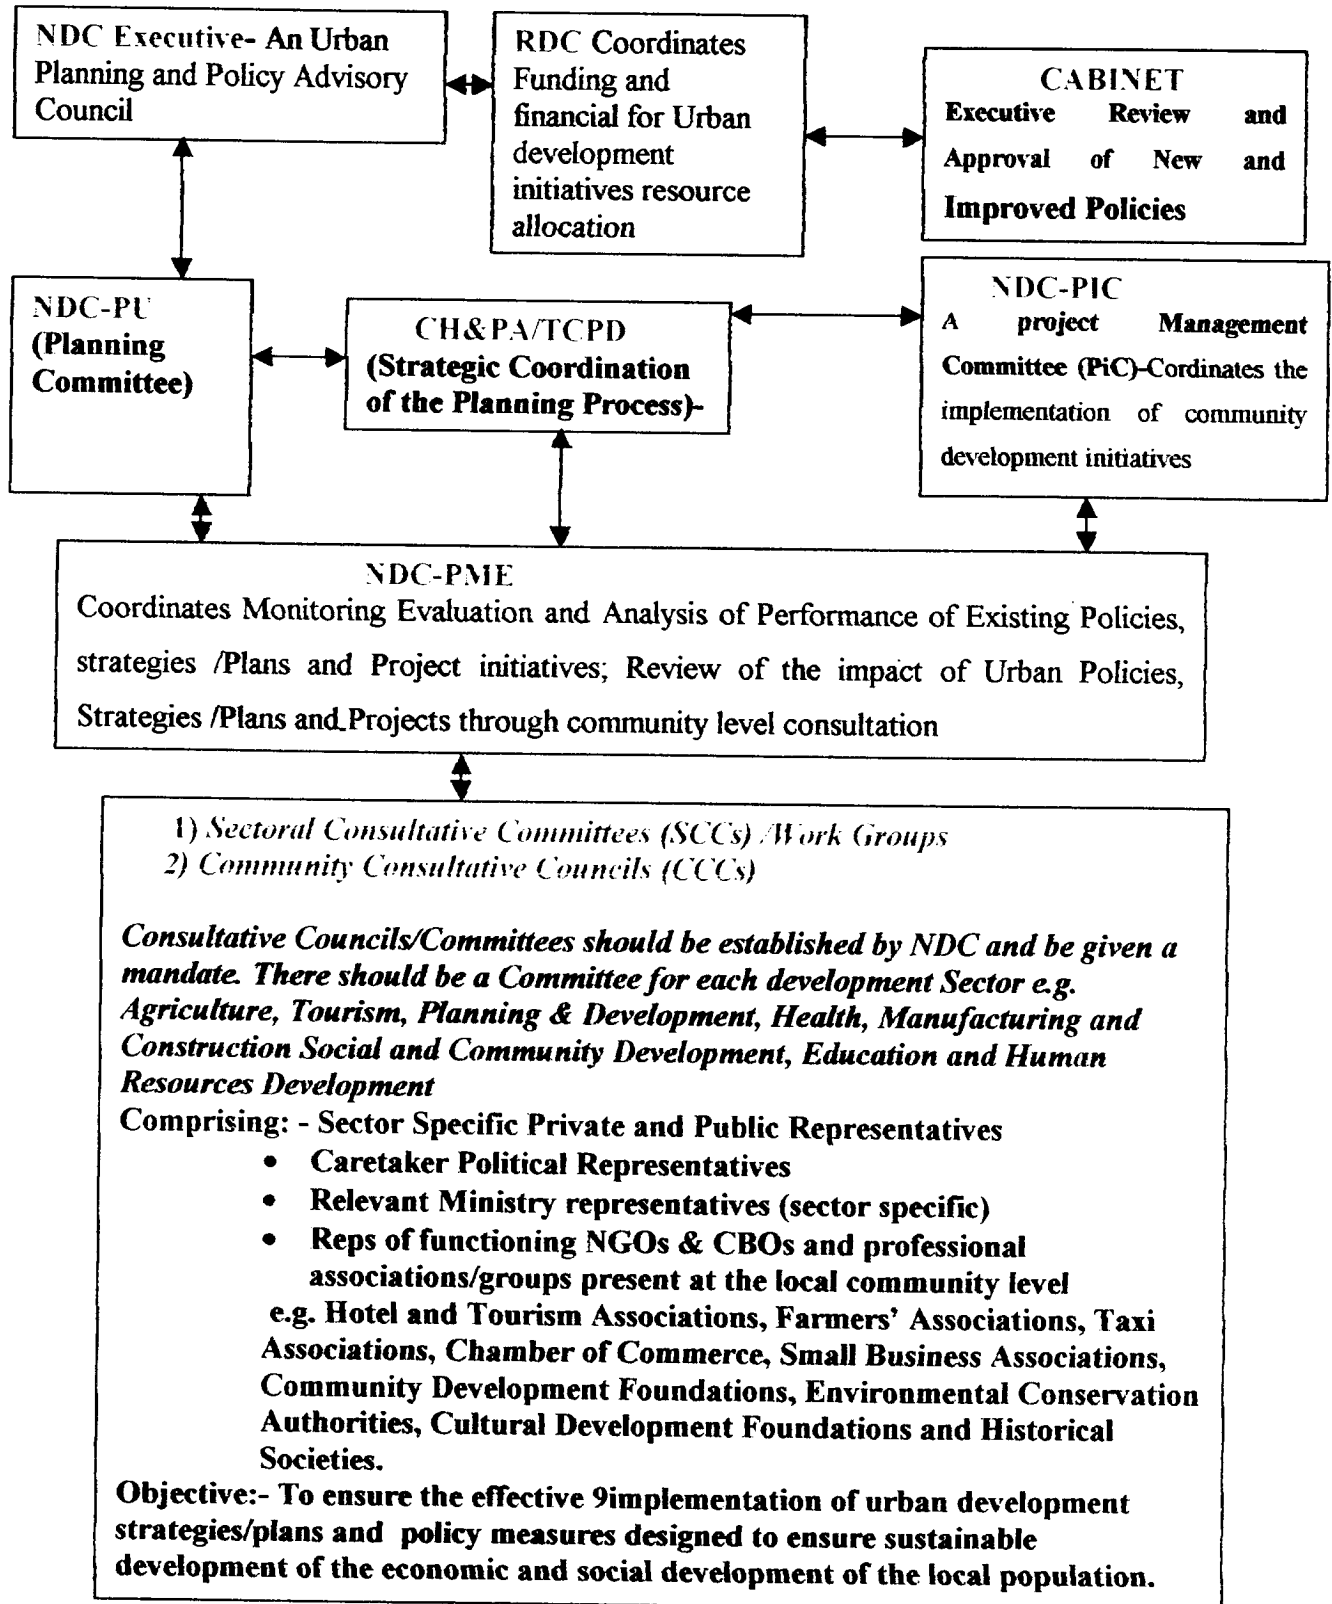 NDC Executive- An Urban
Planning and Policy Advisory
Council
RDC Coordinates
Funding and
financial for Urban
development
initiatives resource
allocation
CABINET
Executive Review and
Approval of New and
Improved Policies
NDC-PU
(Planning
Committee)
CH&PA/TCPD
(Strategic Coordination
of the Planning Process)-
NDC-PIC
A project Management
Committee (PiC)-Cordinates the
implementation of community
development initiatives
NDC-PME
Coordinates Monitoring Evaluation and Analysis of Performance of Existing Policies,
strategies /Plans and Project initiatives; Review of the impact of Urban Policies,
Strategies /Plans and Projects through community level consultation
1) Sectoral Consultative Committees (SCCs) /Work Groups
2) Community Consultative Councils (CCCs)
Consultative Councils/Committees should be established by NDC and be given a
mandate. There should be a Committee for each development Sector e.g.
Agriculture, Tourism, Planning & Development, Health, Manufacturing and
Construction Social and Community Development, Education and Human
Resources Development
Comprising: - Sector Specific Private and Public Representatives
• Caretaker Political Representatives
• Relevant Ministry representatives (sector specific)
• Reps of functioning NGOs & CBOs and professional
associations/groups present at the local community level
e.g. Hotel and Tourism Associations, Farmers' Associations, Taxi
Associations, Chamber of Commerce, Small Business Associations,
Community Development Foundations, Environmental Conservation
Authorities, Cultural Development Foundations and Historical
Societies.
Objective:- To ensure the effective 9implementation of urban development
strategies/plans and policy measures designed to ensure sustainable
development of the economic and social development of the local population.